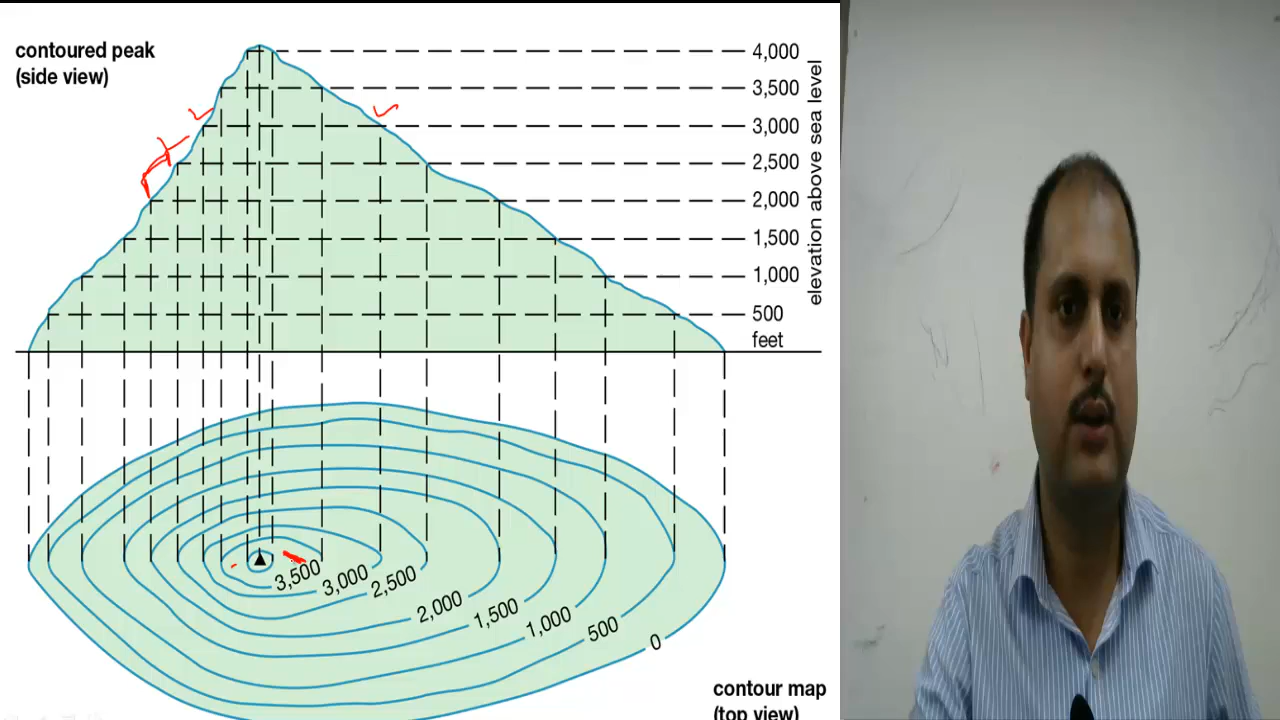 contoured peak
(side view)
4,000
3,500
3,000
2,500
2,000
1,500
1,000
500
feet
elevation above sea level
3,500
3,000
2,500
2,000
1,500
1,000
500
0
contour map
(top view)